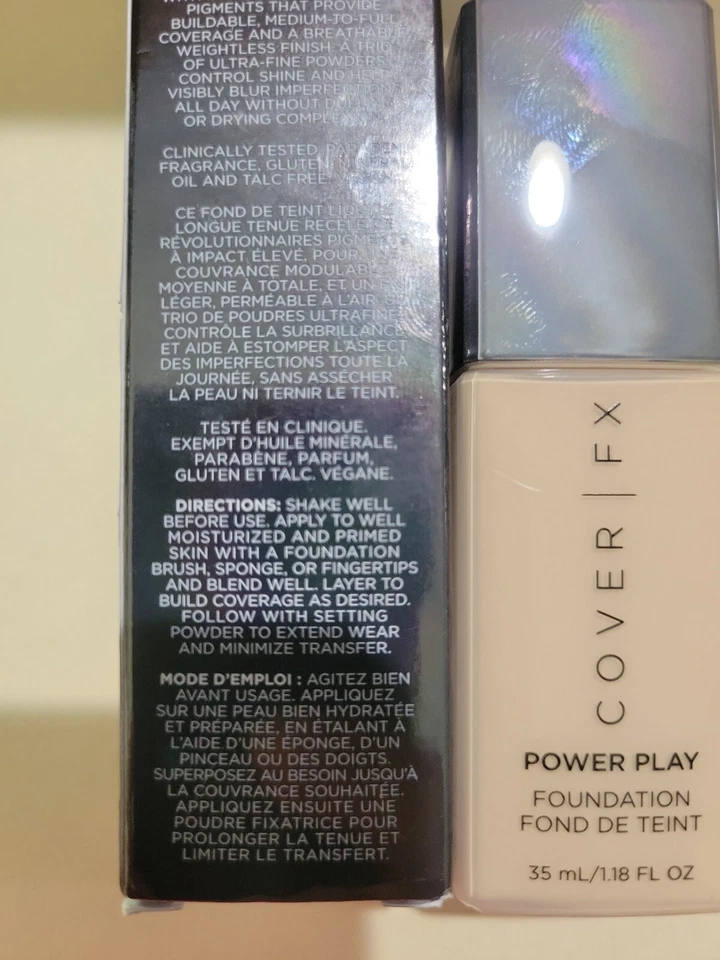 PIGMENTS THAT PROVIDE
BUILDABLE, MEDIUM-TO-FULL
COVERAGE AND A BREATHABLE
WEIGHTLESS FINISH. A TRIO
OF ULTRA-FINE POWDERS
CONTROL SHINE AND HELP
VISIBLY BLUR IMPERFECTIONS
ALL DAY WITHOUT
OR DRYING
CLINICALLY TESTED.
FRAGRANCE, GLUTEN,
OIL AND TALC FREE.
CE FOND DE TEINT
LONGUE TENUE RECÈLE
RÉVOLUTIONNAIRES
À IMPACT ÉLEVÉ, POUR
COUVRANCE MODULABLE
MOYENNE À TOTALE, ET UN
LÉGER, PERMÉABLE À L'AIR.
TRIO DE POUDRES ULTRAFINES
CONTRÔLE LA SURBRILLANCE
ET AIDE À ESTOMPER L'ASPECT
DES IMPERFECTIONS TOUTE LA
JOURNÉE, SANS ASSÉCHER
LA PEAU NI TERNIR LE TEINT.
TESTÉ EN CLINIQUE.
EXEMPT D'HUILE MINÉRALE,
PARABÈNE, PARFUM,
GLUTEN ET TALC. VÉGANE.
DIRECTIONS: SHAKE WELL
BEFORE USE. APPLY TO WELL
MOISTURIZED AND PRIMED
SKIN WITH A FOUNDATION
BRUSH, SPONGE, OR FINGERTIPS
AND BLEND WELL. LAYER TO
BUILD COVERAGE AS DESIRED.
FOLLOW WITH SETTING
POWDER TO EXTEND WEAR
AND MINIMIZE TRANSFER.
MODE D'EMPLOI : AGITEZ BIEN
AVANT USAGE. APPLIQUEZ
SUR UNE PEAU BIEN HYDRATÉE
ET PRÉPARÉE, EN ÉTALANT À
L'AIDE D'UNE ÉPONGE, D'UN
PINCEAU OU DES DOIGTS.
SUPERPOSEZ AU BESOIN JUSQU'À
LA COUVRANCE SOUHAITÉE.
APPLIQUEZ ENSUITE UNE
POUDRE FIXATRICE POUR
PROLONGER LA TENUE ET
LIMITER LE TRANSFERT.
COVER | FX
POWER PLAY
FOUNDATION
FOND DE TEINT
35 mL/1.18 FL OZ